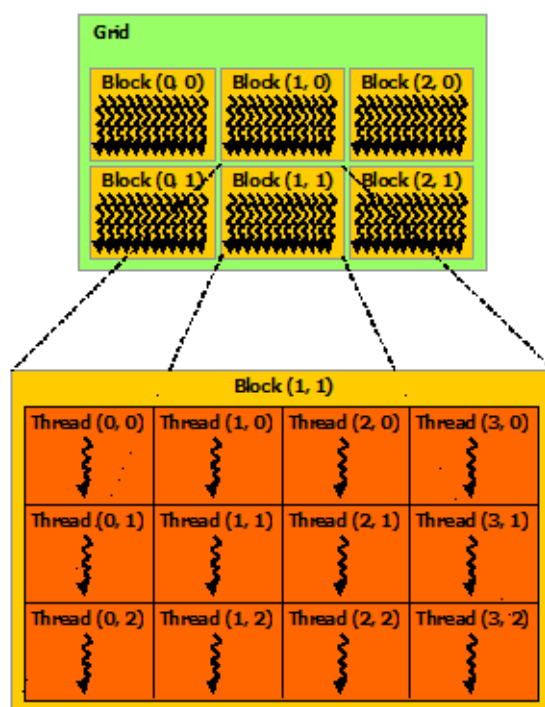 Grid
Block (0, 0) Block (1, 0) Block (2, 0)
Block (0, 1) Block (1, 1) Block (2, 1)
Block (1, 1)
Thread (0, 0) Thread (1, 0) Thread (2, 0) Thread (3, 0)
Thread (0, 1) Thread (1, 1) Thread (2, 1) Thread (3, 1)
Thread (0, 2) Thread (1, 2) Thread (2, 2) Thread (3, 2)